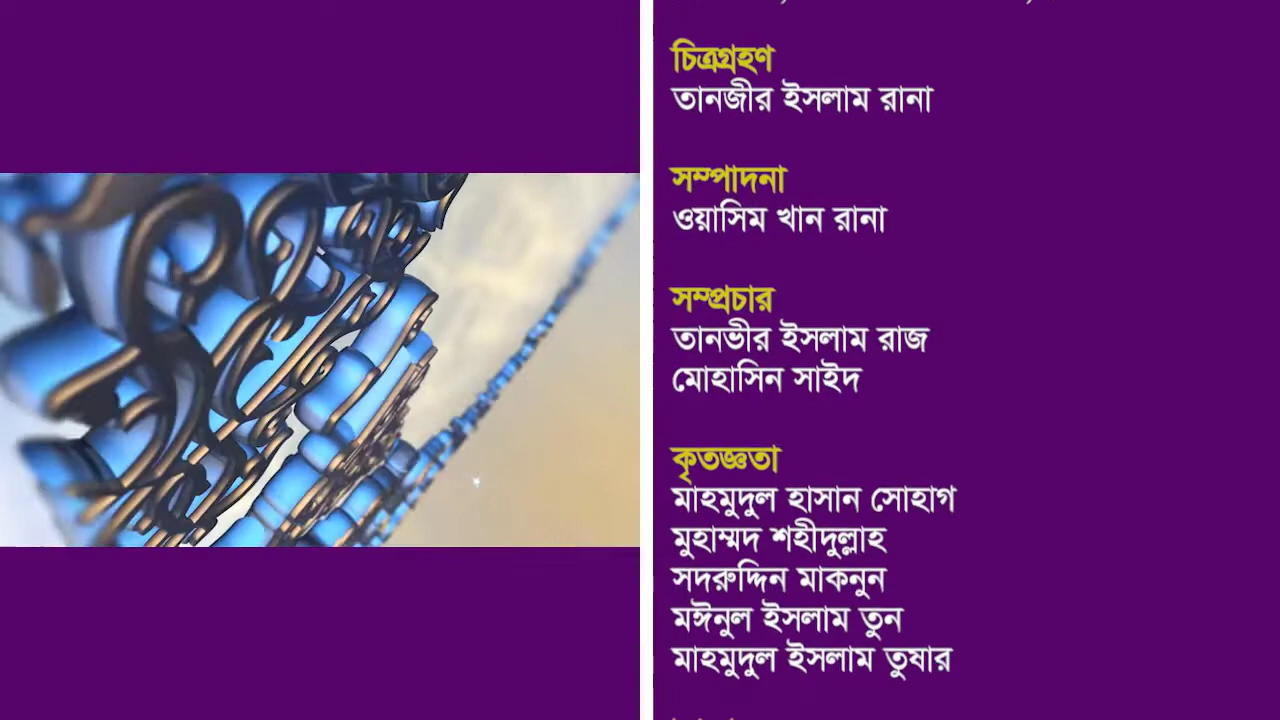 চিত্রগ্রহণ
তানজীর ইসলাম রানা
সম্পাদনা
ওয়াসিম খান রানা
সম্প্রচার
তানভীর ইসলাম রাজ
মোহাসিন সাইদ
কৃতজ্ঞতা
মাহমুদুল হাসান সোহাগ
মুহাম্মদ শহীদুল্লাহ
সদরুদ্দিন মাকনুন
মঈনুল ইসলাম তুন
মাহমুদুল ইসলাম তুষার